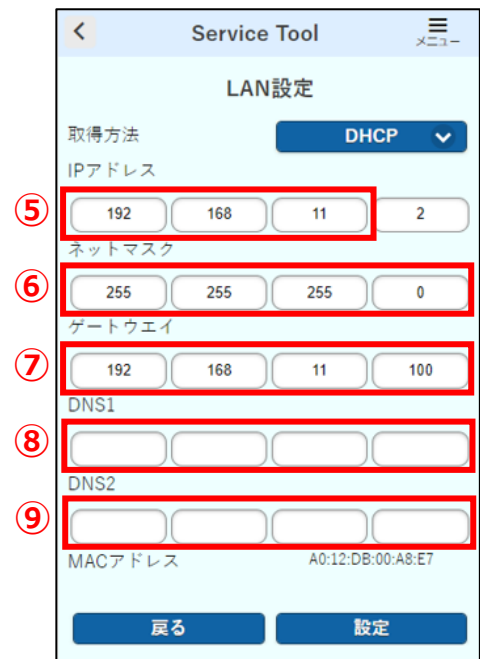 Service Tool
メニュー
LAN設定
取得方法 DHCP
IPアドレス
⑤ 192 168 11 2
ネットマスク
⑥ 255 255 255 0
ゲートウエイ
⑦ 192 168 11 100
DNS1
⑧
DNS2
⑨
MACアドレス A0:12:DB:00:A8:E7
戻る 設定